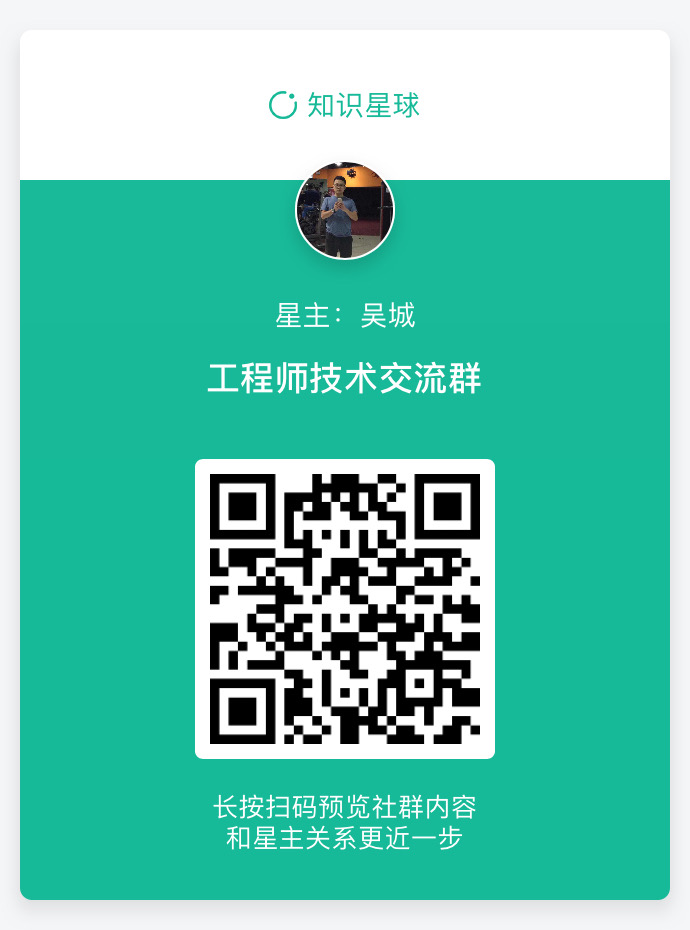 知识星球
星主：吴城
工程师技术交流群
长按扫码预览社群内容
和星主关系更近一步